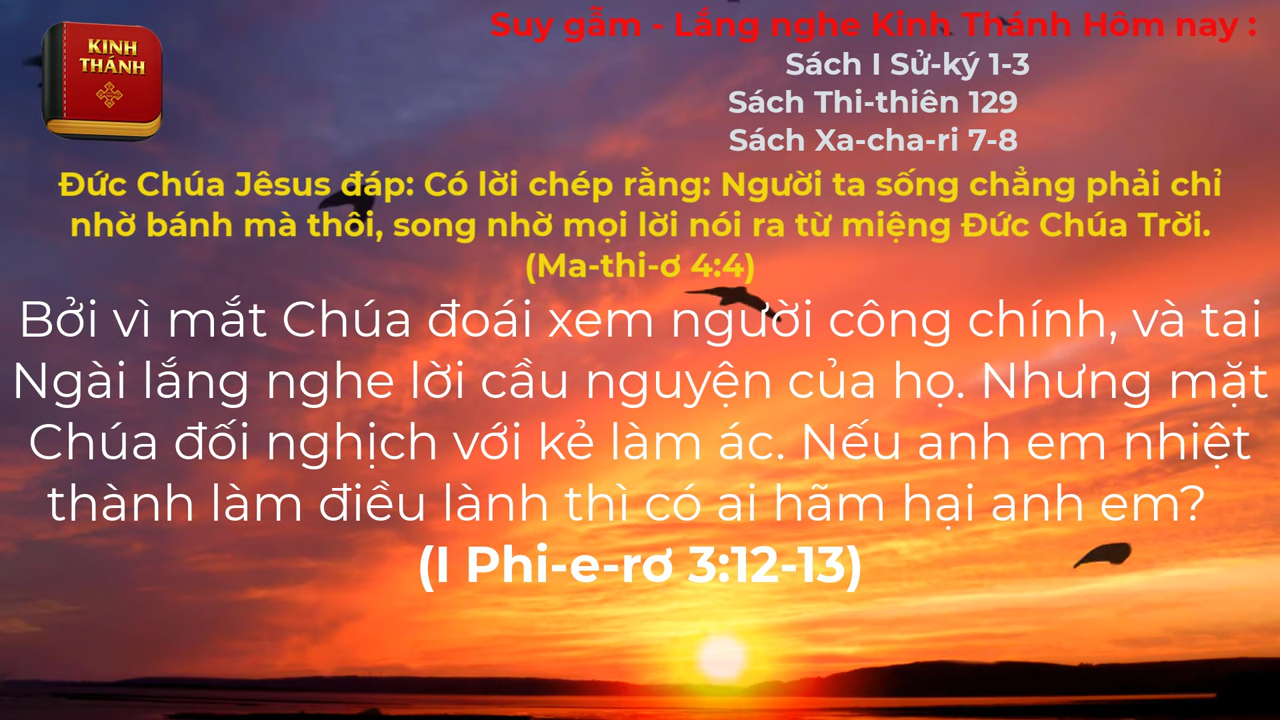 KINH
THÁNH
Suy gẫm - Lắng nghe Kinh Thánh Hôm nay :
Sách I Sử-ký 1-3
Sách Thi-thiên 129
Sách Xa-cha-ri 7-8
Đức Chúa Jêsus đáp: Có lời chép rằng: Người ta sống chẳng phải chỉ
nhờ bánh mà thôi, song nhờ mọi lời nói ra từ miệng Đức Chúa Trời.
(Ma-thi-ơ 4:4)
Bởi vì mắt Chúa đoái xem người công chính, và tai
Ngài lắng nghe lời cầu nguyện của họ. Nhưng mặt
Chúa đối nghịch với kẻ làm ác. Nếu anh em nhiệt
thành làm điều lành thì có ai hãm hại anh em?
(I Phi-e-rơ 3:12-13)